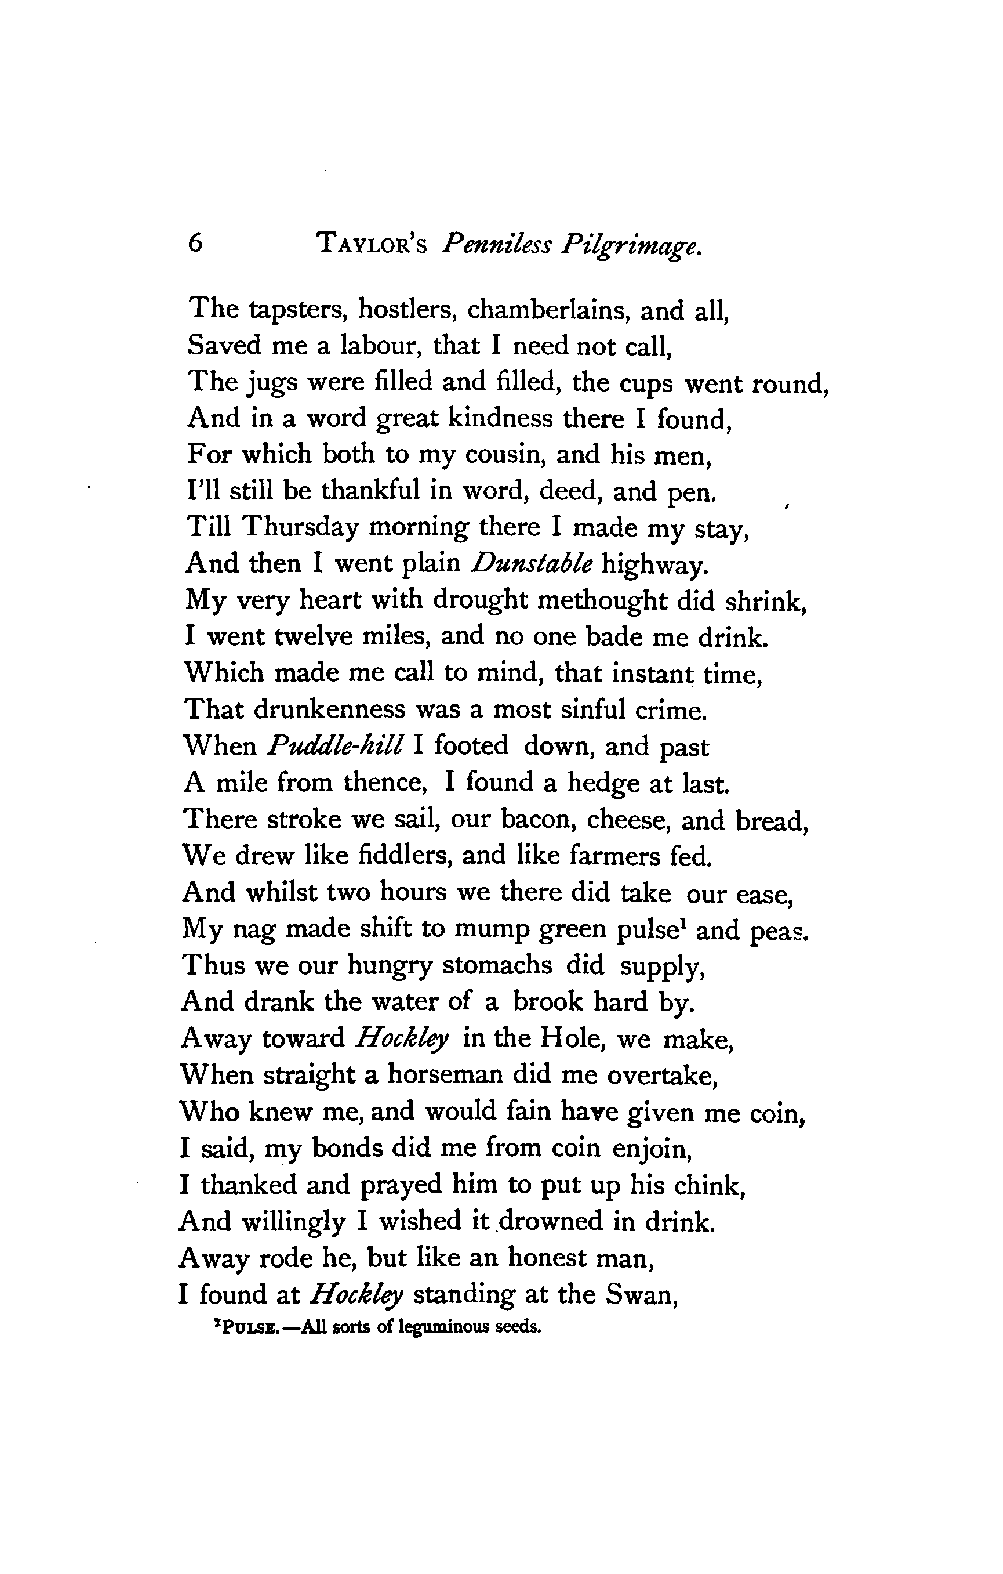 6 TAYLOR'S Penniless Pilgrimage.
The tapsters, hostlers, chamberlains, and all,
Saved me a labour, that I need not call,
The jugs were filled and filled, the cups went round,
And in a word great kindness there I found,
For which both to my cousin, and his men,
I'll still be thankful in word, deed, and pen.
Till Thursday morning there I made my stay,
And then I went plain Dunstable highway.
My very heart with drought methought did shrink,
I went twelve miles, and no one bade me drink.
Which made me call to mind, that instant time,
That drunkenness was a most sinful crime.
When Puddle-hill I footed down, and past
A mile from thence, I found a hedge at last.
There stroke we sail, our bacon, cheese, and bread,
We drew like fiddlers, and like farmers fed.
And whilst two hours we there did take our ease,
My nag made shift to mump green pulse¹ and peas.
Thus we our hungry stomachs did supply,
And drank the water of a brook hard by.
Away toward Hockley in the Hole, we make,
When straight a horseman did me overtake,
Who knew me, and would fain have given me coin,
I said, my bonds did me from coin enjoin,
I thanked and prayed him to put up his chink,
And willingly I wished it drowned in drink.
Away rode he, but like an honest man,
I found at Hockley standing at the Swan,
¹PULSE.—All sorts of leguminous seeds.